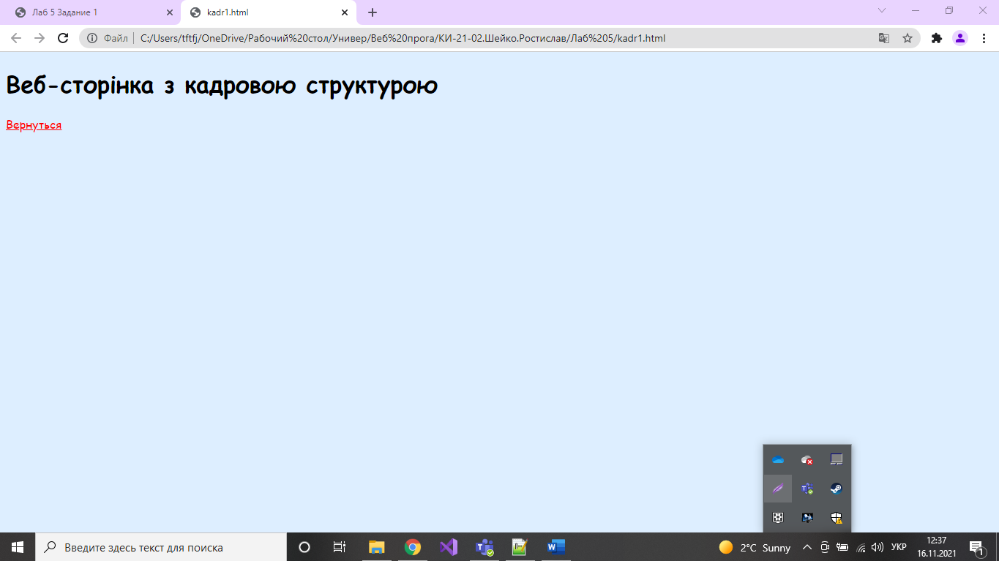 Лаб 5 Задание 1
kadr1.html
Файл
C:/Users/tftfj/OneDrive/Рабочий%20стол/Универ/Веб%20прога/КИ-21-02.Шейко.Ростислав/Лаб%205/kadr1.html
Веб-сторінка з кадровою структурою
Вернуться
Введите здесь текст для поиска
2°C Sunny
УКР
12:37
16.11.2021
1